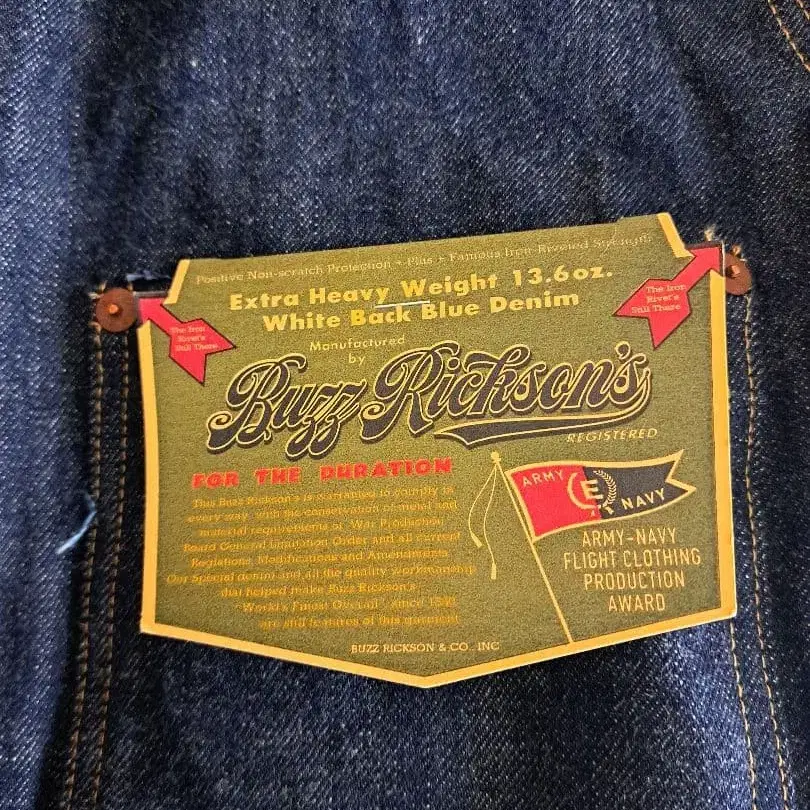 Positive Non-scratch Protection • Plus • Famous Iron-Riveted Strength
Extra Heavy Weight 13.6oz.
White Back Blue Denim
The Iron
River's
Still There
The Iron
River's
Still There
Manufactured
by
Buzz Rickson's
REGISTERED
FOR THE DURATION
This Buzz Rickson's is warranted to comply in
every way with the conservation of metal and
material requirements of War Production
Board General Limitation Order and all current
Regulations, Modifications and Amendments.
Our Special denim and all the quality workmanship
that helped make Buzz Rickson's
"World's Finest Overall", since
are still features of this garment.
ARMY E NAVY
ARMY-NAVY
FLIGHT CLOTHING
PRODUCTION
AWARD
BUZZ RICKSON & CO., INC